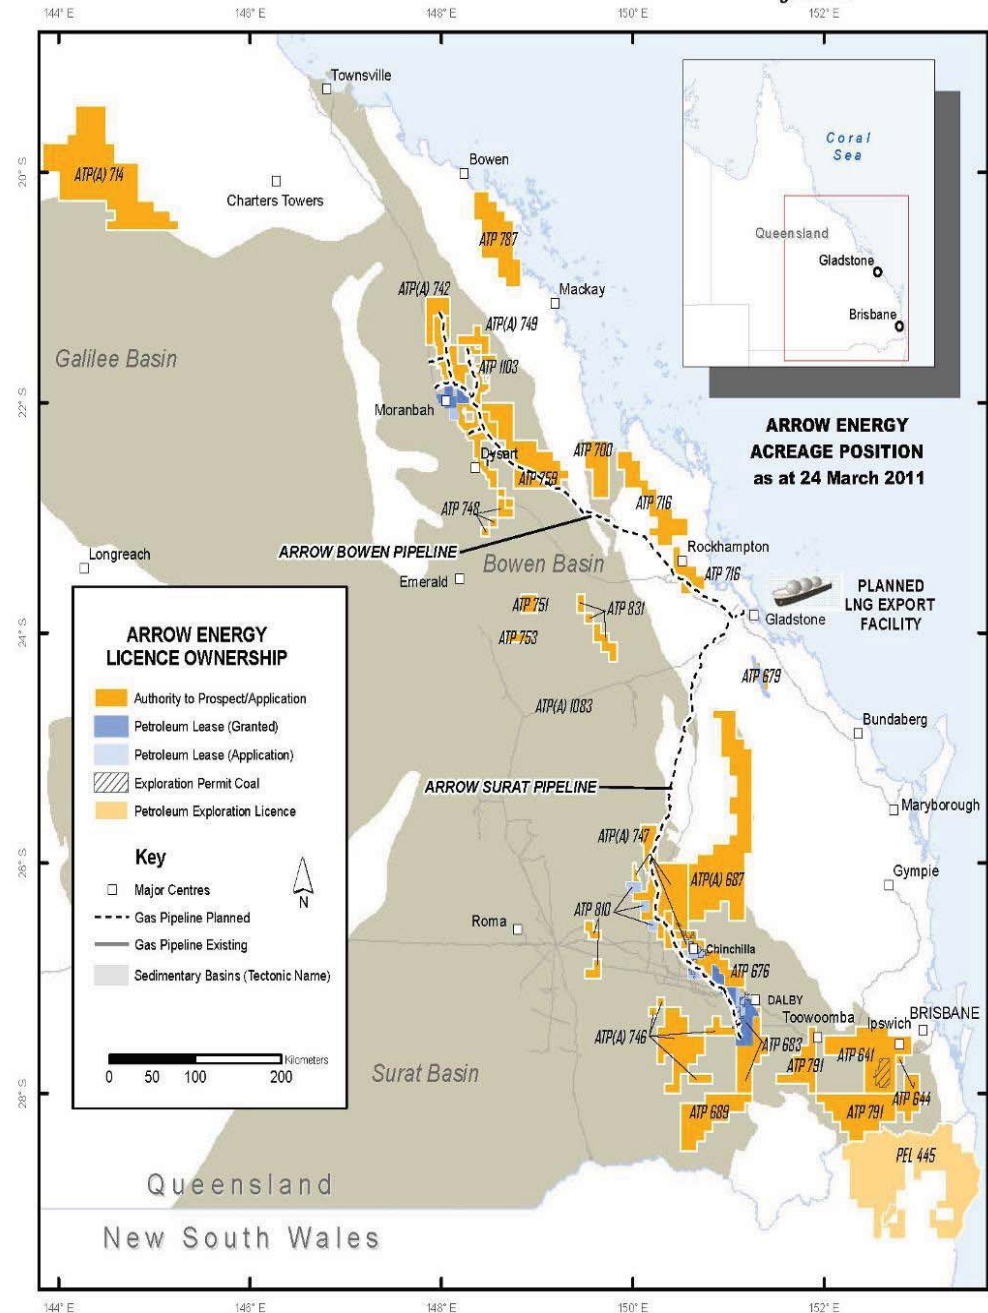 144° E 146° E 148° E 150° E 152° E
Townsville
20° S
ATP(A) 714
Bowen
Charters Towers
ATP 787
Coral
Sea
Queensland
Gladstone
Brisbane
ATP(A) 742
Mackay
ATP(A) 749
Galilee Basin
ATP 1103
22° S
Moranbah
ARROW ENERGY
ACREAGE POSITION
as at 24 March 2011
Dysart
ATP 700
ATP 759
ATP 716
ATP 748
ARROW BOWEN PIPELINE
Rockhampton
Longreach
Bowen Basin
ATP 716
Emerald
PLANNED
LNG EXPORT
FACILITY
ATP 751
ATP 831
Gladstone
24° S
ATP 753
ATP 679
ATP(A) 1083
Bundaberg
ARROW SURAT PIPELINE
Maryborough
ATP(A) 747
26° S
ATP(A) 687
Gympie
ATP 810
Roma
Chinchilla
ATP 676
DALBY
Toowoomba
Ipswich
BRISBANE
ATP(A) 746
ATP 683
ATP 791
ATP 641
Surat Basin
28° S
ATP 689
ATP 791
ATP 644
PEL 445
Queensland
New South Wales
ARROW ENERGY
LICENCE OWNERSHIP
Authority to Prospect/Application
Petroleum Lease (Granted)
Petroleum Lease (Application)
Exploration Permit Coal
Petroleum Exploration Licence
Key
Major Centres
N
Gas Pipeline Planned
Gas Pipeline Existing
Sedimentary Basins (Tectonic Name)
Kilometers
0 50 100 200
144° E 146° E 148° E 150° E 152° E